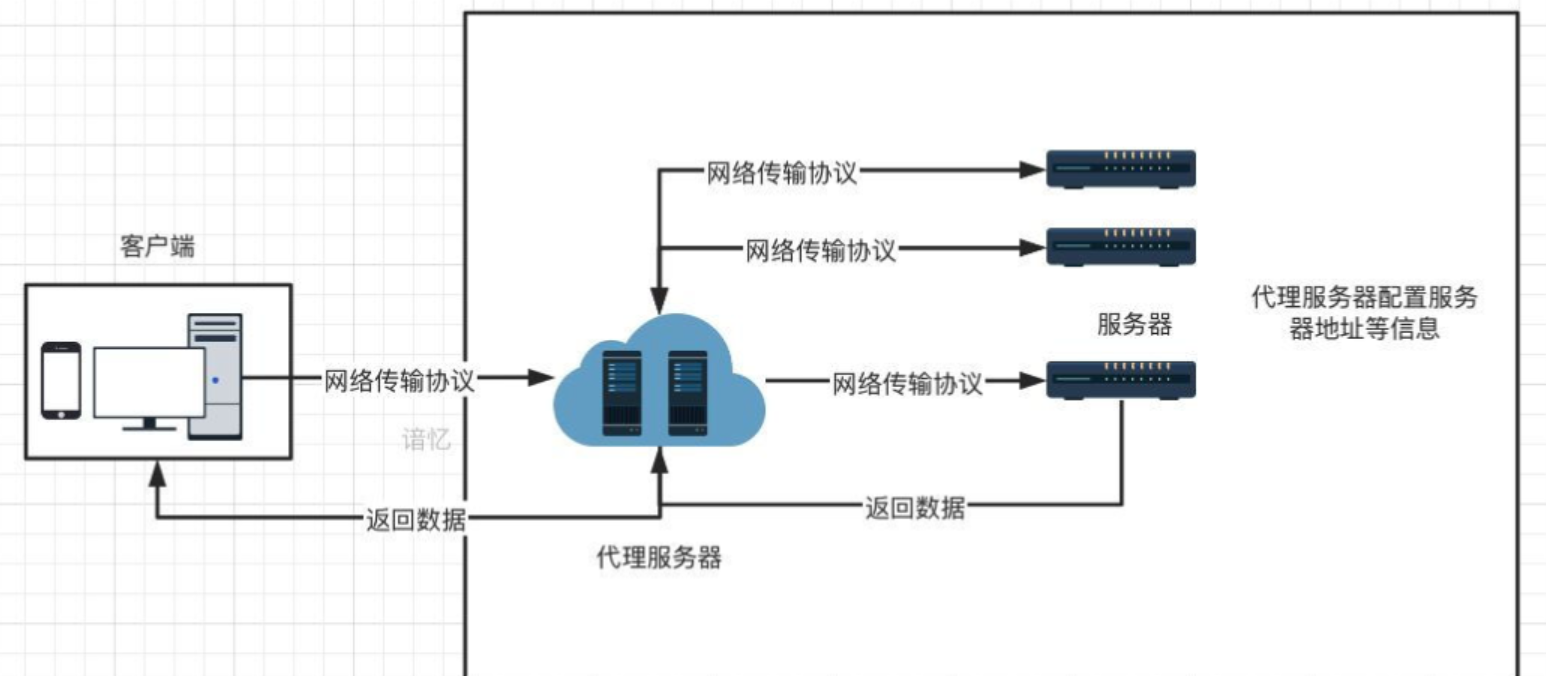 网络传输协议
网络传输协议
客户端
代理服务器配置服务
器地址等信息
服务器
网络传输协议
网络传输协议
谙忆
返回数据
返回数据
代理服务器